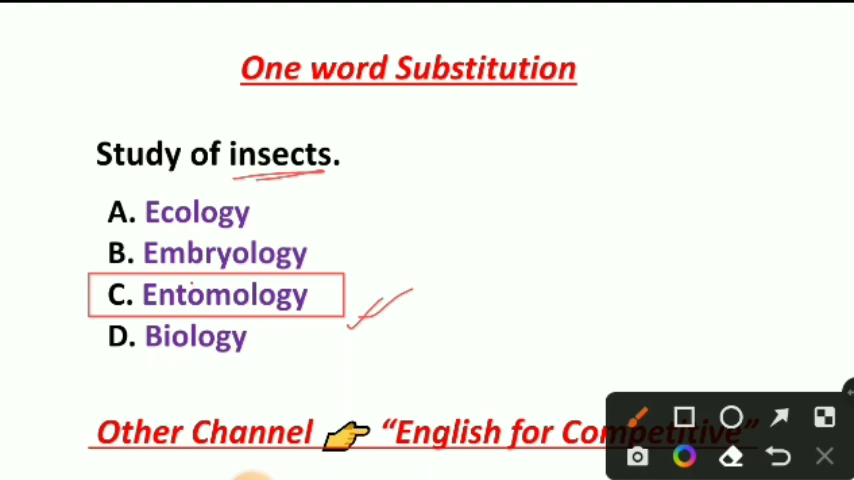 One word Substitution
Study of insects.
A. Ecology
B. Embryology
C. Entomology
D. Biology
Other Channel 👉 “English for Competitive”